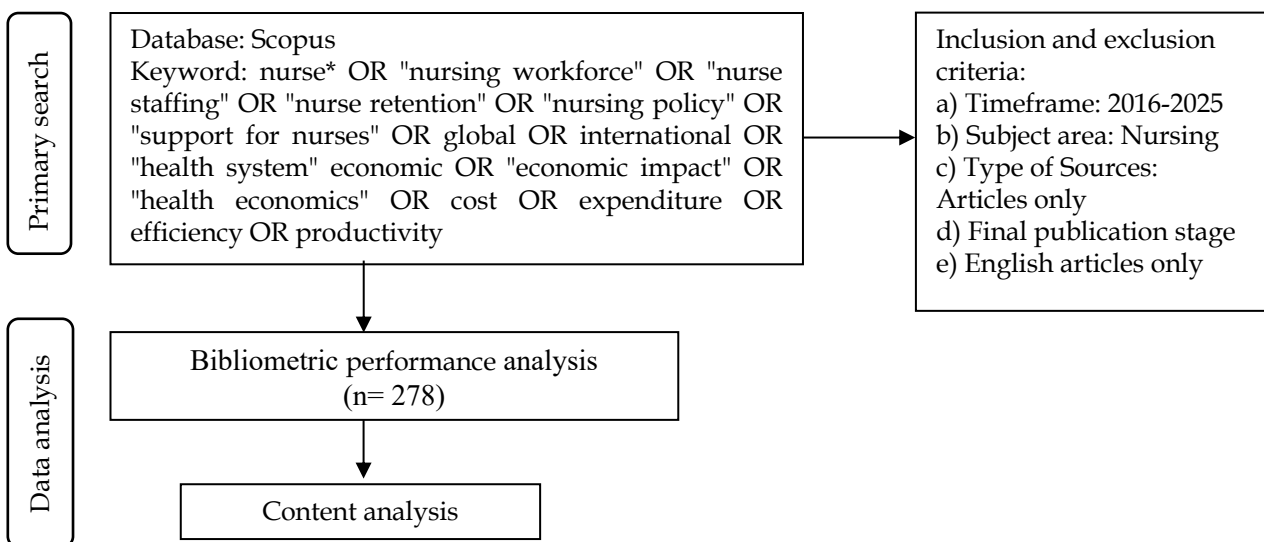 Primary search
Database: Scopus
Keyword: nurse* OR "nursing workforce" OR "nurse
staffing" OR "nurse retention" OR "nursing policy" OR
"support for nurses" OR global OR international OR
"health system" economic OR "economic impact" OR
"health economics" OR cost OR expenditure OR
efficiency OR productivity
Inclusion and exclusion
criteria:
a) Timeframe: 2016-2025
b) Subject area: Nursing
c) Type of Sources:
Articles only
d) Final publication stage
e) English articles only
Data analysis
Bibliometric performance analysis
(n= 278)
Content analysis